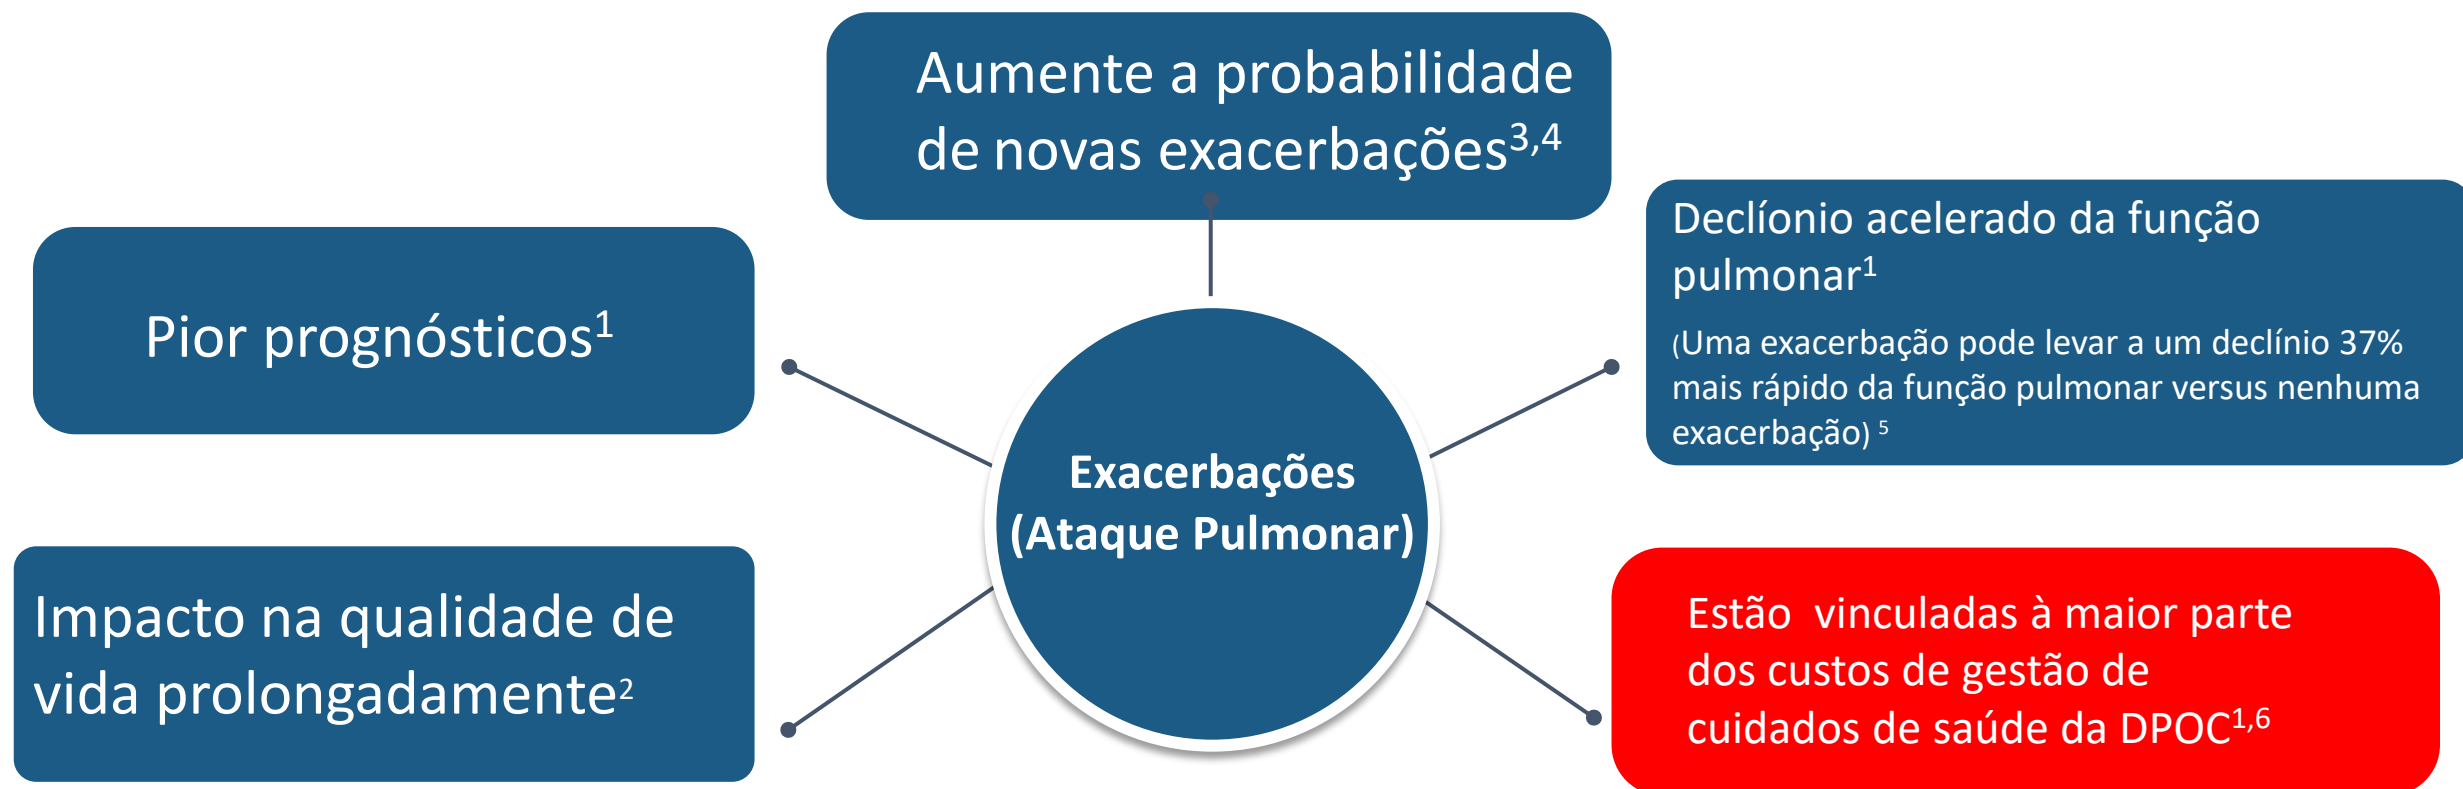 Aumente a probabilidade
de novas exacerbações3,4
Pior prognósticos1
Declíonio acelerado da função
pulmonar1
(Uma exacerbação pode levar a um declínio 37%
mais rápido da função pulmonar versus nenhuma
exacerbação) 5
Exacerbações
(Ataque Pulmonar)
Impacto na qualidade de
vida prolongadamente2
Estão vinculadas à maior parte
dos custos de gestão de
cuidados de saúde da DPOC1,6